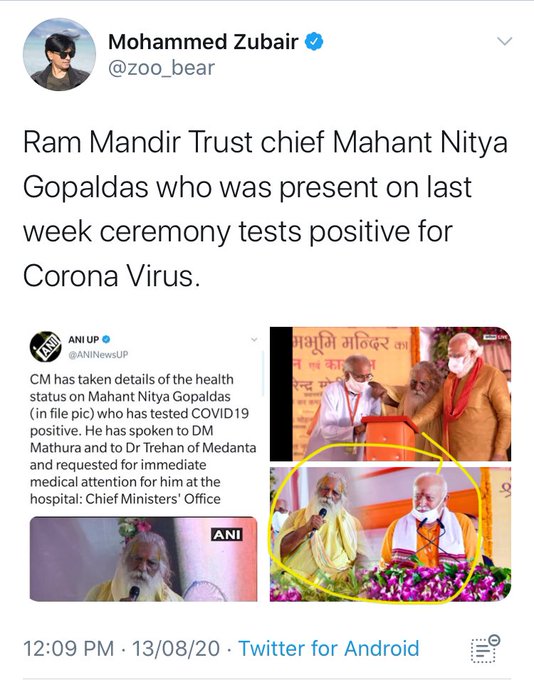 Mohammed Zubair
@zoo_bear
Ram Mandir Trust chief Mahant Nitya
Gopaldas who was present on last
week ceremony tests positive for
Corona Virus.
ANI
ANI UP
@ANINewsUP
CM has taken details of the health
status on Mahant Nitya Gopaldas
(in file pic) who has tested COVID19
positive. He has spoken to DM
Mathura and to Dr Trehan of Medanta
and requested for immediate
medical attention for him at the
hospital: Chief Ministers' Office
ANI
LIVE
मभूमि मन्दिर का
एवं
12:09 PM · 13/08/20 · Twitter for Android